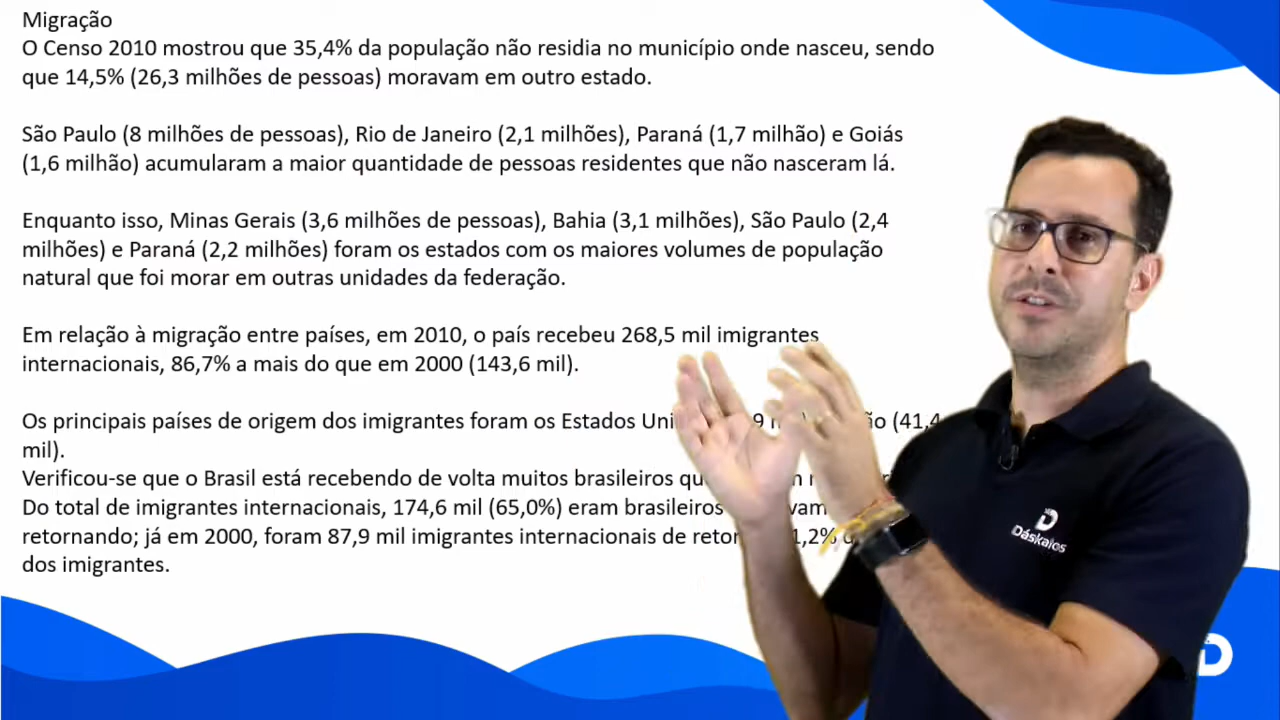 Migração
O Censo 2010 mostrou que 35,4% da população não residia no município onde nasceu, sendo
que 14,5% (26,3 milhões de pessoas) moravam em outro estado.
São Paulo (8 milhões de pessoas), Rio de Janeiro (2,1 milhões), Paraná (1,7 milhão) e Goiás
(1,6 milhão) acumularam a maior quantidade de pessoas residentes que não nasceram lá.
Enquanto isso, Minas Gerais (3,6 milhões de pessoas), Bahia (3,1 milhões), São Paulo (2,4
milhões) e Paraná (2,2 milhões) foram os estados com os maiores volumes de população
natural que foi morar em outras unidades da federação.
Em relação à migração entre países, em 2010, o país recebeu 268,5 mil imigrantes
internacionais, 86,7% a mais do que em 2000 (143,6 mil).
Os principais países de origem dos imigrantes foram os Estados (41,4
mil).
Verificou-se que o Brasil está recebendo de volta muitos brasileiros
Do total de imigrantes internacionais, 174,6 mil (65,0%) eram brasileiros
retornando; já em 2000, foram 87,9 mil imigrantes internacionais de
dos imigrantes.
Dáskalos